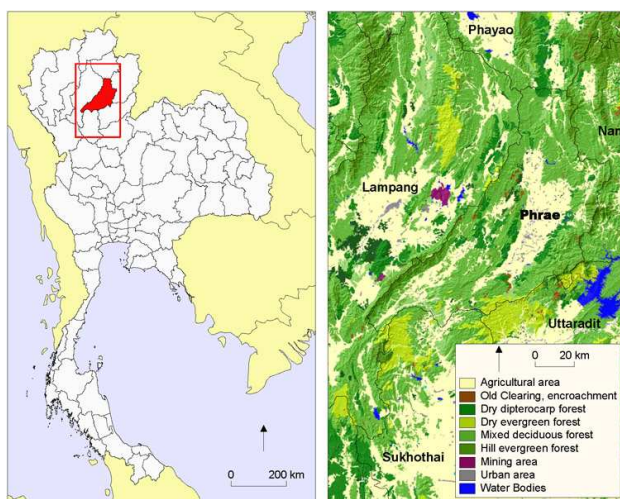 0 200 km
Phayao
Nan
Lampang
Phrae
Uttaradit
0 20 km
Agricultural area
Old Clearing, encroachment
Dry dipterocarp forest
Dry evergreen forest
Mixed deciduous forest
Hill evergreen forest
Mining area
Urban area
Water Bodies
Sukhothai